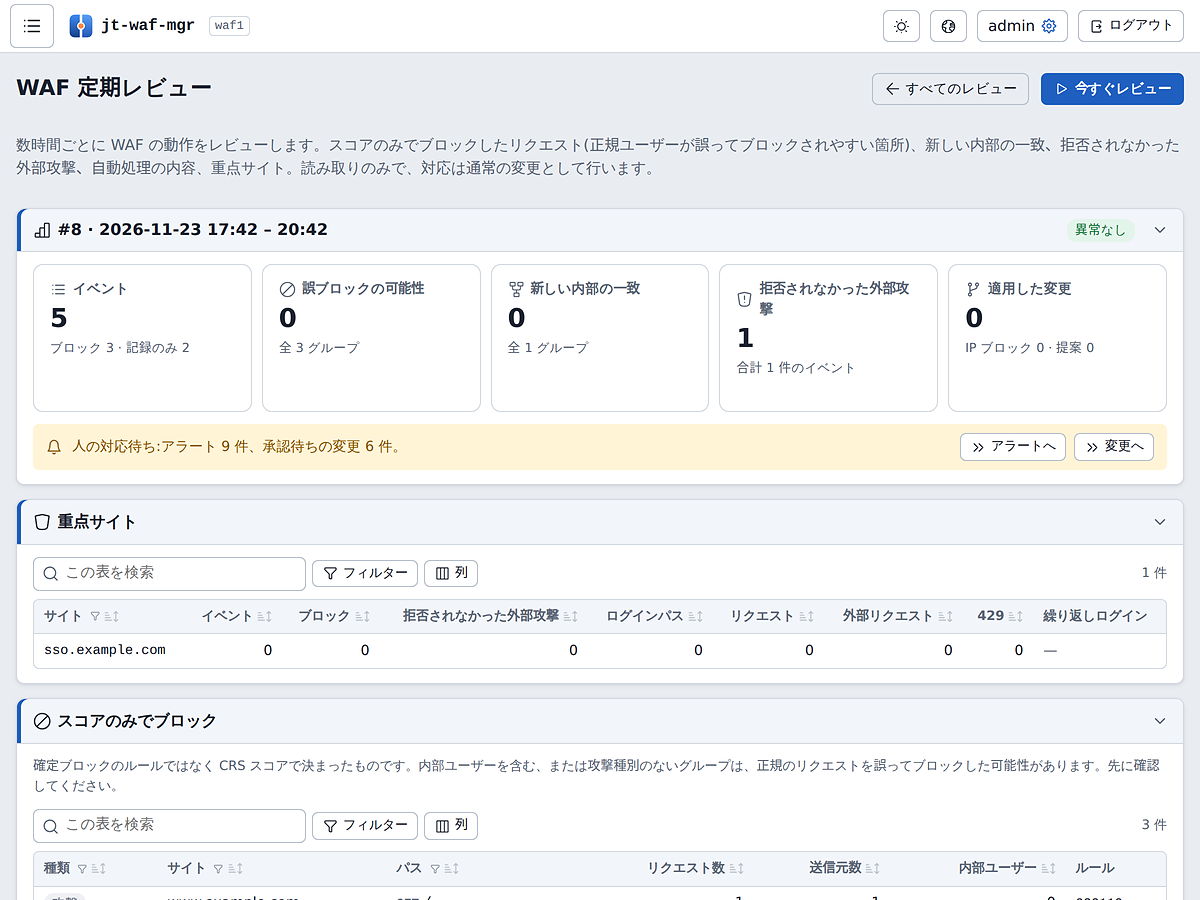 jt-waf-mgr waf1 admin ログアウト
WAF 定期レビュー すべてのレビュー 今すぐレビュー
数時間ごとに WAF の動作をレビューします。スコアのみでブロックしたリクエスト(正規ユーザーが誤ってブロックされやすい箇所)、新しい内部の一致、拒否されなかった
外部攻撃、自動処理の内容、重点サイト。読み取りのみで、対応は通常の変更として行います。
#8 · 2026-11-23 17:42 – 20:42 異常なし
イベント
5
ブロック 3 · 記録のみ 2
誤ブロックの可能性
0
全 3 グループ
新しい内部の一致
0
全 1 グループ
拒否されなかった外部攻
撃
1
合計 1 件のイベント
適用した変更
0
IP ブロック 0 · 提案 0
人の対応待ち:アラート 9 件、承認待ちの変更 6 件。 アラートへ 変更へ
重点サイト
この表を検索 フィルター 列 1 件
サイト イベント ブロック 拒否されなかった外部攻撃 ログインパス リクエスト 外部リクエスト 429 繰り返しログイン
sso.example.com 0 0 0 0 0 0 0 —
スコアのみでブロック
確定ブロックのルールではなく CRS スコアで決まったものです。内部ユーザーを含む、または攻撃種別のないグループは、正規のリクエストを誤ってブロックした可能性があります。先に確認
してください。
この表を検索 フィルター 列 3 件
種類 サイト パス リクエスト数 送信元数 内部ユーザー ルール